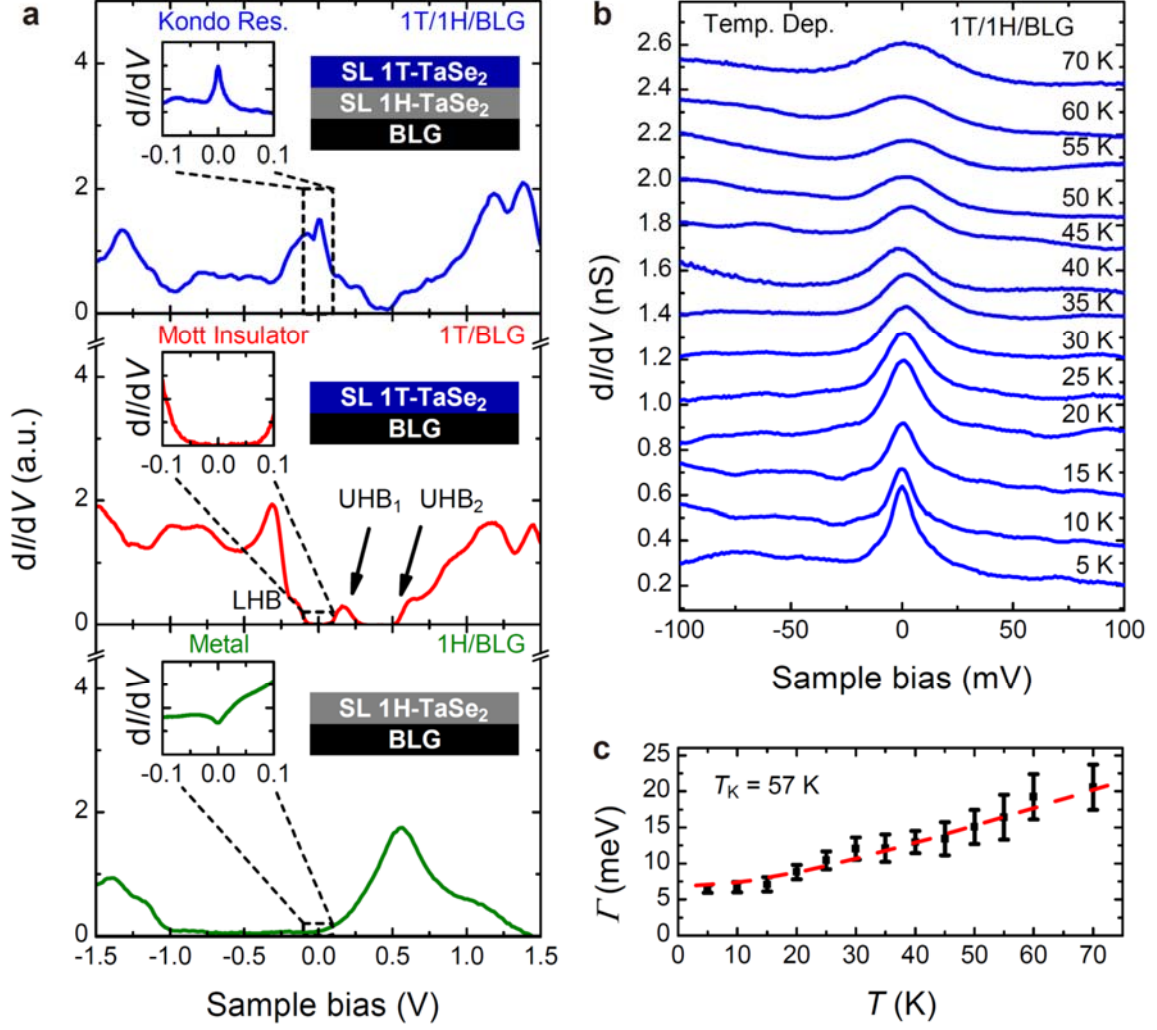 a
Kondo Res.
1T/1H/BLG
dI/dV
-0.1 0.0 0.1
SL 1T-TaSe2
SL 1H-TaSe2
BLG
4
2
0
Mott Insulator
1T/BLG
dI/dV
-0.1 0.0 0.1
SL 1T-TaSe2
BLG
UHB1 UHB2
LHB
4
2
0
Metal
1H/BLG
dI/dV
-0.1 0.0 0.1
SL 1H-TaSe2
BLG
4
2
0
dI/dV (a.u.)
-1.5 -1.0 -0.5 0.0 0.5 1.0 1.5
Sample bias (V)
b
Temp. Dep.
1T/1H/BLG
2.6
2.4
2.2
2.0
1.8
1.6
1.4
1.2
1.0
0.8
0.6
0.4
0.2
dI/dV (nS)
70 K
60 K
55 K
50 K
45 K
40 K
35 K
30 K
25 K
20 K
15 K
10 K
5 K
-100 -50 0 50 100
Sample bias (mV)
c
TK = 57 K
25
20
15
10
5
0
Γ (meV)
0 10 20 30 40 50 60 70
T (K)